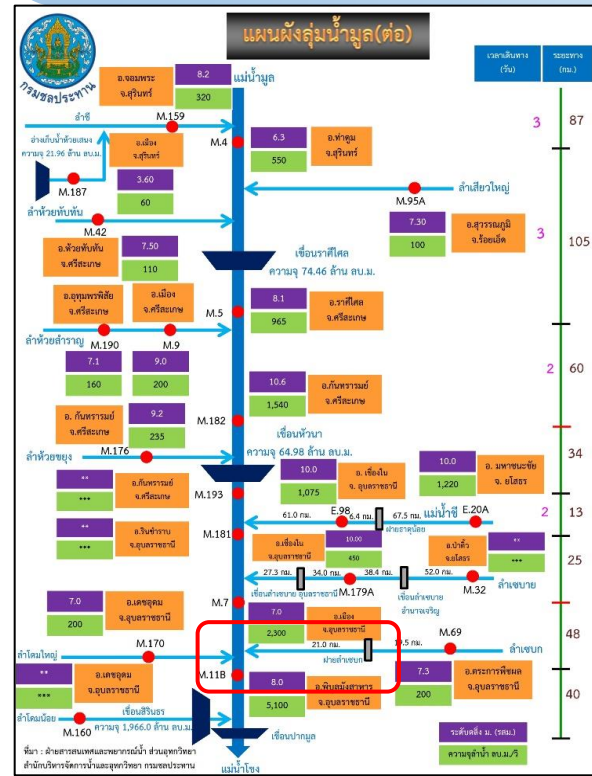 แผนผังลุ่มน้ำมูล(ต่อ)
กรมชลประทาน
เวลาเดินทาง
(วัน)
ระยะทาง
(กม.)
อ.จอมพระ
จ.สุรินทร์
8.2
320
แม่น้ำมูล
3
87
ลำชี
M.159
อ่างเก็บน้ำห้วยเสนง
ความจุ 21.96 ล้าน ลบ.ม.
อ.เมือง
จ.สุรินทร์
3.60
60
M.187
M.4
6.3
550
อ.ท่าตูม
จ.สุรินทร์
ลำเสียวใหญ่
M.95A
7.30
100
อ.สุวรรณภูมิ
จ.ร้อยเอ็ด
3
105
ลำห้วยทับทัน
M.42
อ.ห้วยทับทัน
จ.ศรีสะเกษ
7.50
110
เขื่อนราศีไศล
ความจุ 74.46 ล้าน ลบ.ม.
อ.อุทุมพรพิสัย
จ.ศรีสะเกษ
อ.เมือง
จ.ศรีสะเกษ
M.5
8.1
965
อ.ราศีไศล
จ.ศรีสะเกษ
ลำห้วยสำราญ
M.190
M.9
7.1
160
9.0
200
2
60
10.6
1,540
อ.กันทรารมย์
จ.ศรีสะเกษ
อ. กันทรารมย์
จ.ศรีสะเกษ
9.2
235
M.182
เขื่อนหัวนา
ความจุ 64.98 ล้าน ลบ.ม.
ลำห้วยขยุง
M.176
34
10.0
1,075
อ. เขื่องใน
จ. อุบลราชธานี
10.0
1,220
อ. มหาชนะชัย
จ. ยโสธร
**
***
อ.กันทรารมย์
จ.ศรีสะเกษ
M.193
61.0 กม.
E.98
6.4 กม.
67.5 กม.
แม่น้ำชี
E.20A
ฝายธาตุน้อย
2
13
**
***
อ.วารินชำราบ
จ.อุบลราชธานี
M.181
อ.เขื่องใน
จ.อุบลราชธานี
10.00
450
อ.ป่าติ้ว
จ.ยโสธร
**
***
25
27.3 กม.
34.0 กม.
38.4 กม.
52.0 กม.
ลำเซบาย
เขื่อนลำเซบาย อุบลราชธานี
M.179A
เขื่อนลำเซบาย
อำนาจเจริญ
M.32
7.0
200
อ.เดชอุดม
จ.อุบลราชธานี
M.7
7.0
2,300
อ.เมือง
จ.อุบลราชธานี
48
ลำโดมใหญ่
M.170
21.0 กม.
ฝายลำเซบก
19.5 กม.
M.69
ลำเซบก
**
***
อ.เดชอุดม
จ.อุบลราชธานี
M.11B
8.0
5,100
อ.พิบูลมังสาหาร
จ.อุบลราชธานี
7.3
200
อ.ตระการพืชผล
จ.อุบลราชธานี
40
ลำโดมน้อย
M.160
เขื่อนสิรินธร
ความจุ 1,966.0 ล้าน ลบ.ม.
เขื่อนปากมูล
แม่น้ำโขง
ระดับตลิ่ง ม. (รสม.)
ความจุลำน้ำ ลบ.ม./วิ
ที่มา : ฝ่ายสารสนเทศและพยากรณ์น้ำ ส่วนอุทกวิทยา
สำนักบริหารจัดการน้ำและอุทกวิทยา กรมชลประทาน